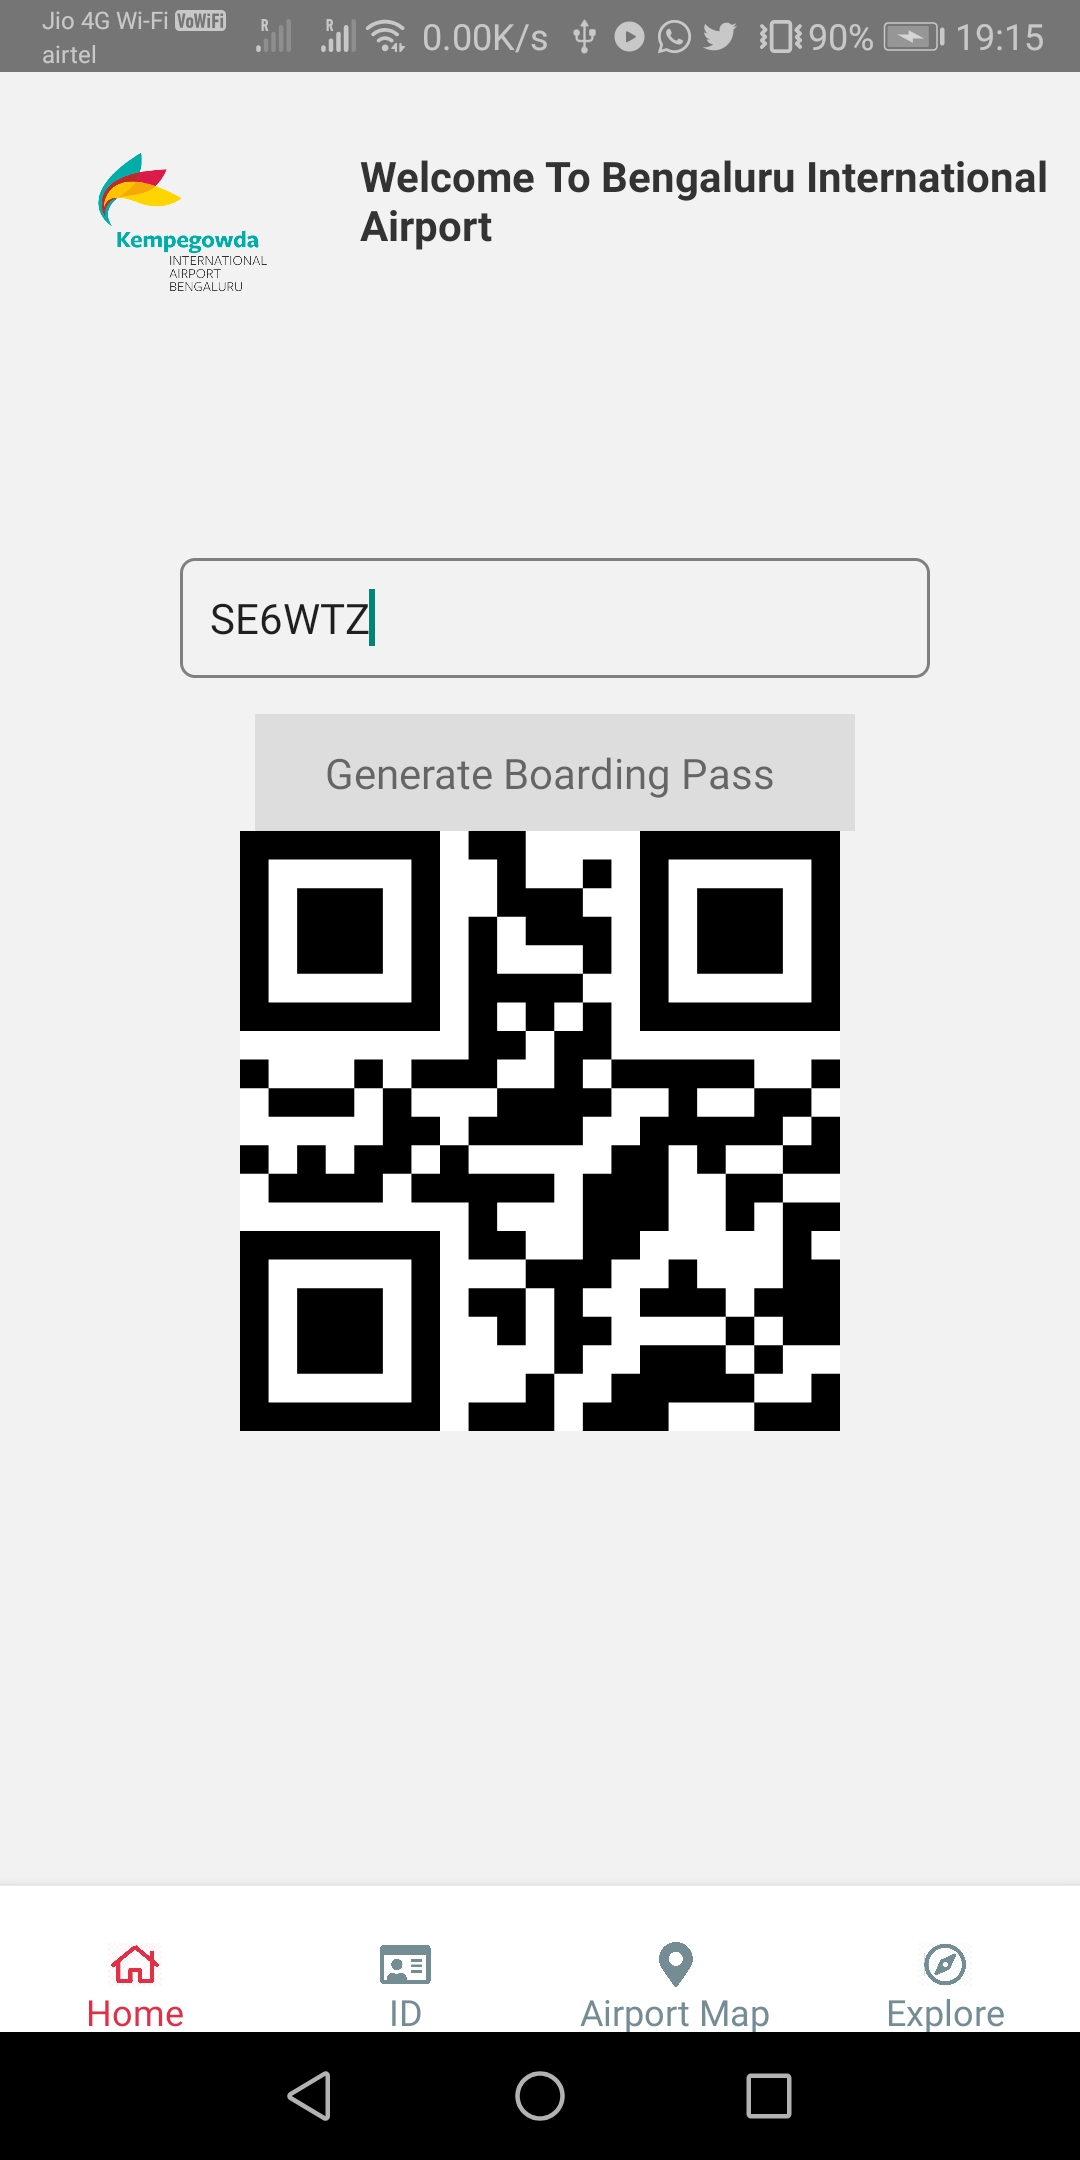 Jio 4G Wi-Fi VoWiFi
airtel
R
R
0.00K/s
90%
19:15
Welcome To Bengaluru International
Airport
Kempegowda
INTERNATIONAL
AIRPORT
BENGALURU
SE6WTZ
Generate Boarding Pass
Home
ID
Airport Map
Explore